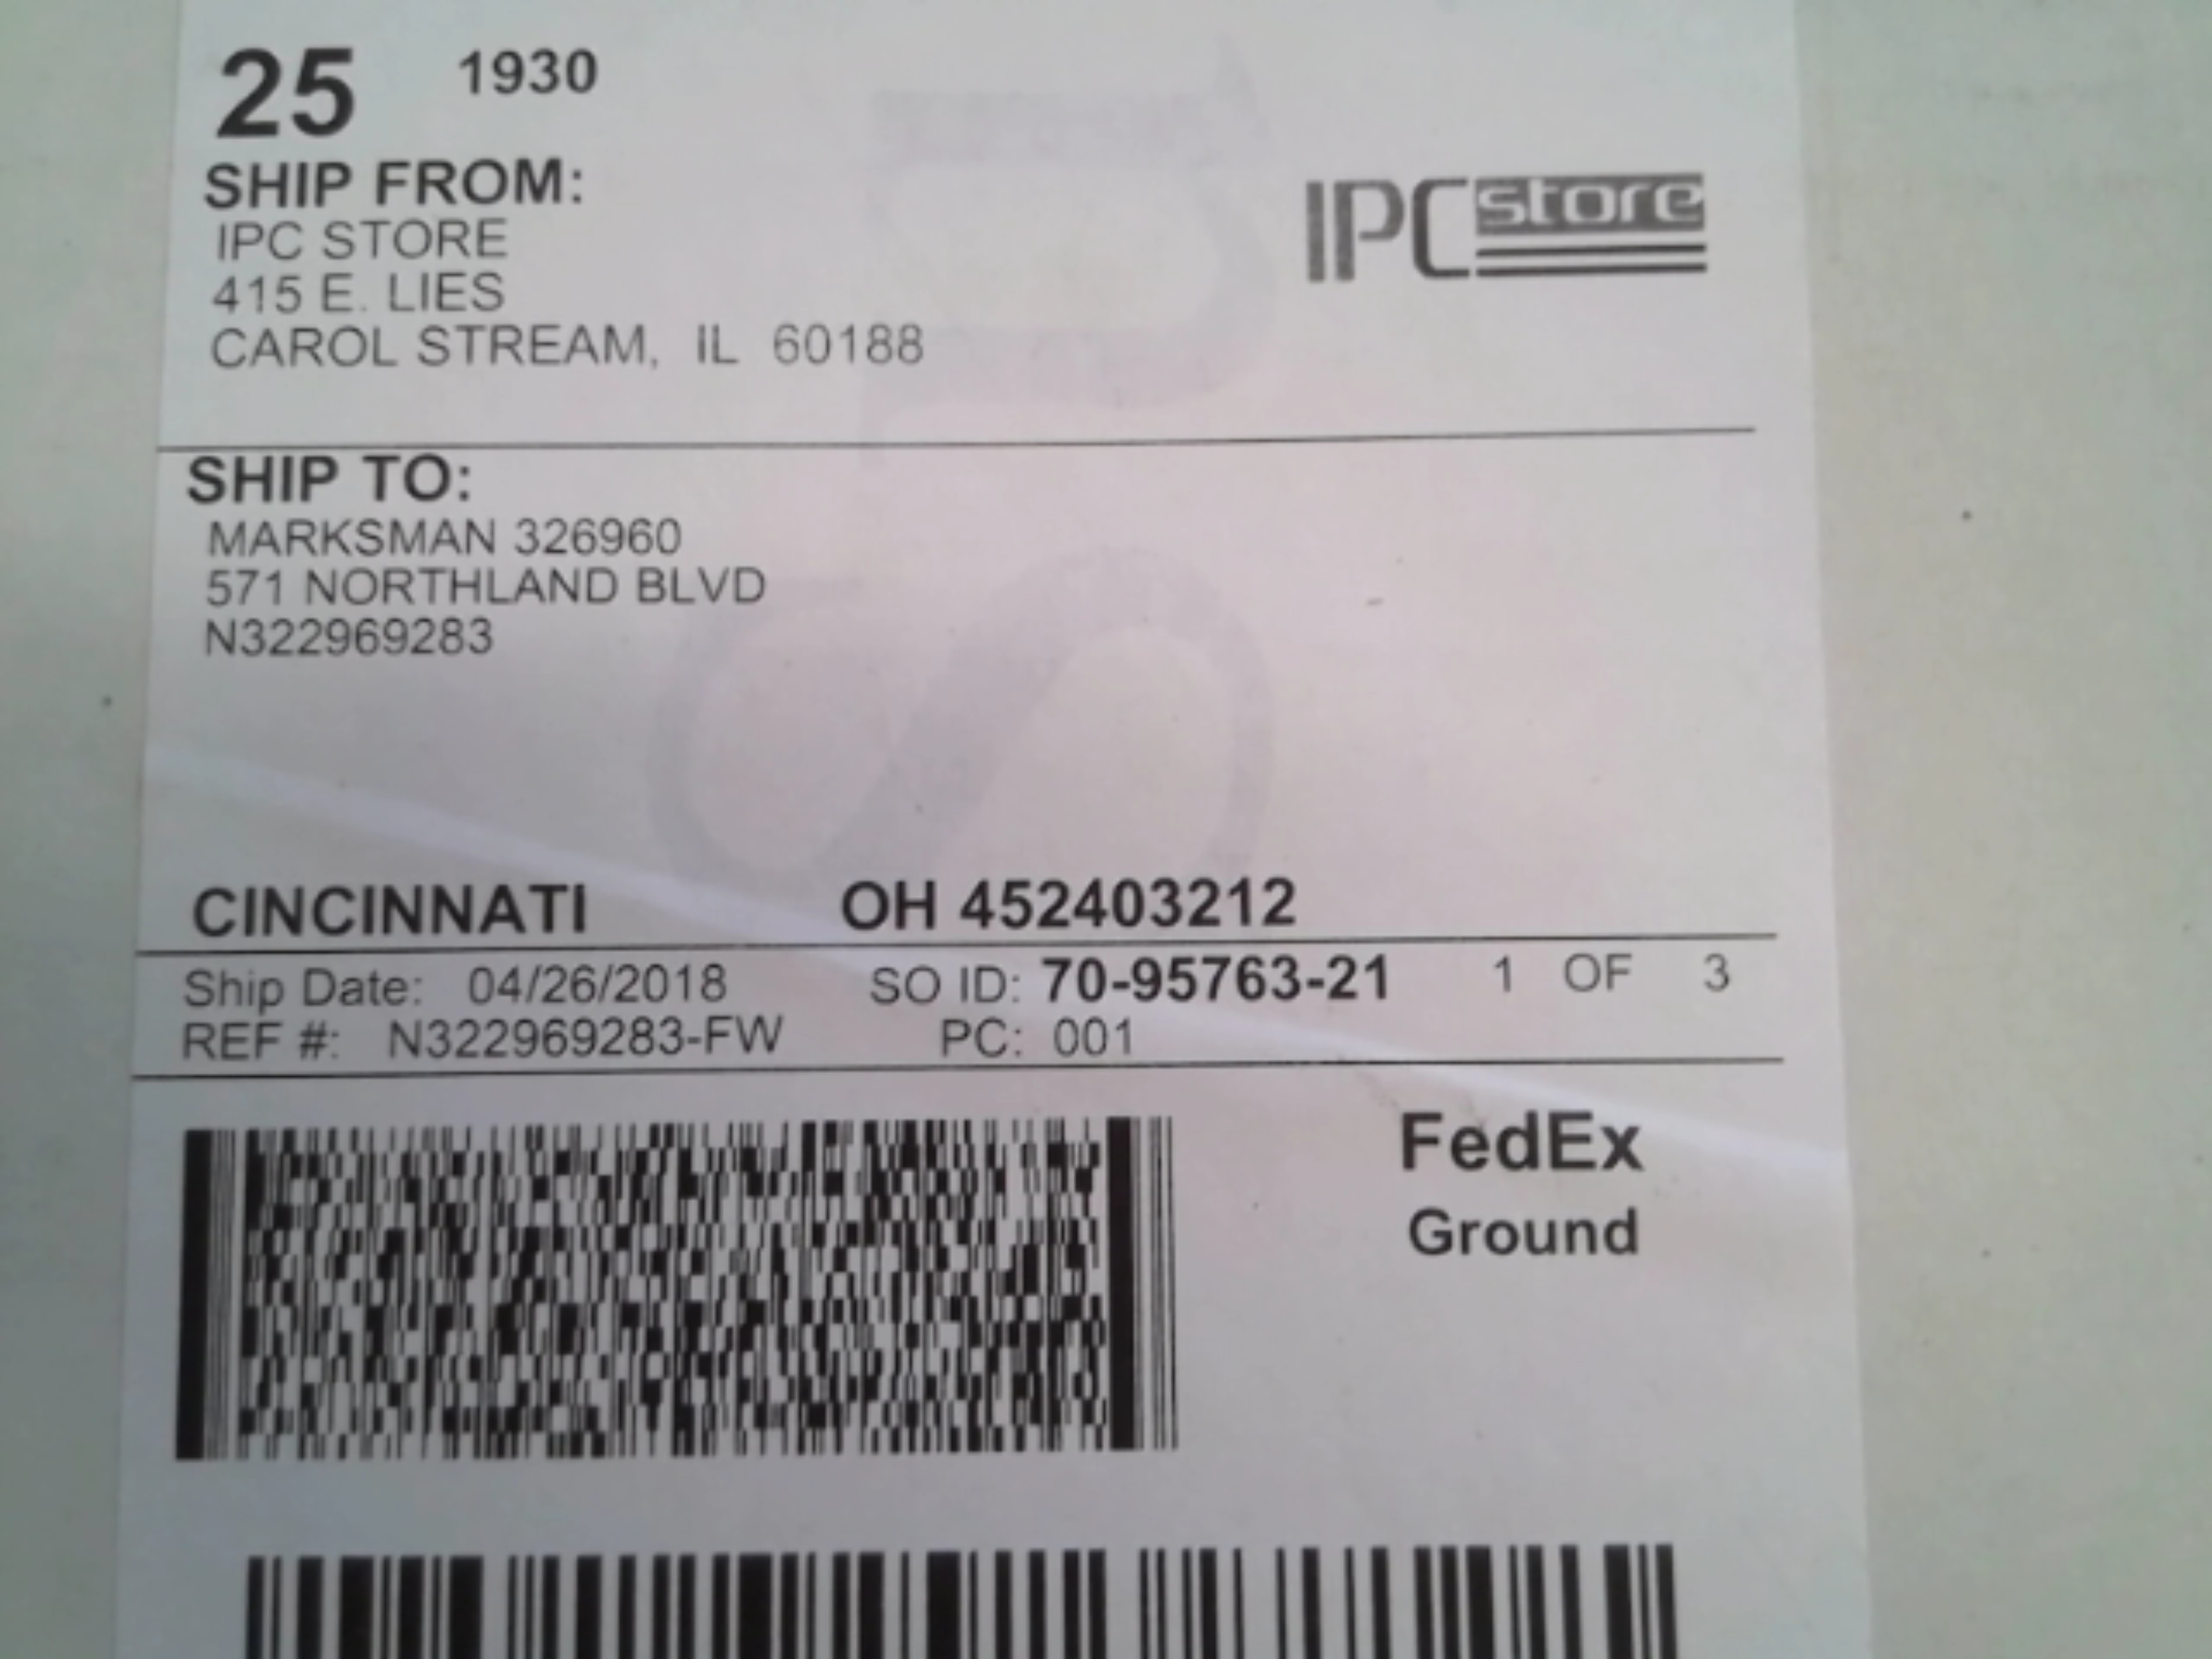 25 1930
SHIP FROM:
IPC STORE
415 E. LIES
CAROL STREAM, IL 60188
IPC store
SHIP TO:
MARKSMAN 326960
571 NORTHLAND BLVD
N322969283
CINCINNATI OH 452403212
Ship Date: 04/26/2018 SO ID: 70-95763-21 1 OF 3
REF #: N322969283-FW PC: 001
FedEx
Ground